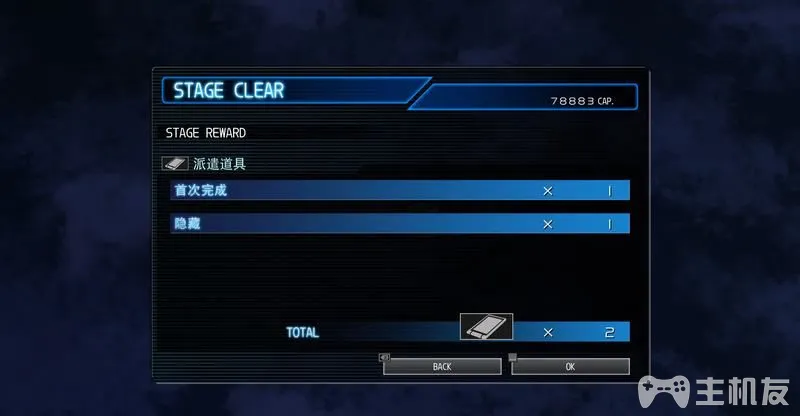 STAGE CLEAR
78883 CAP.
STAGE REWARD
派遣道具
首次完成 × 1
隐藏 × 1
TOTAL × 2
BACK OK
主机友